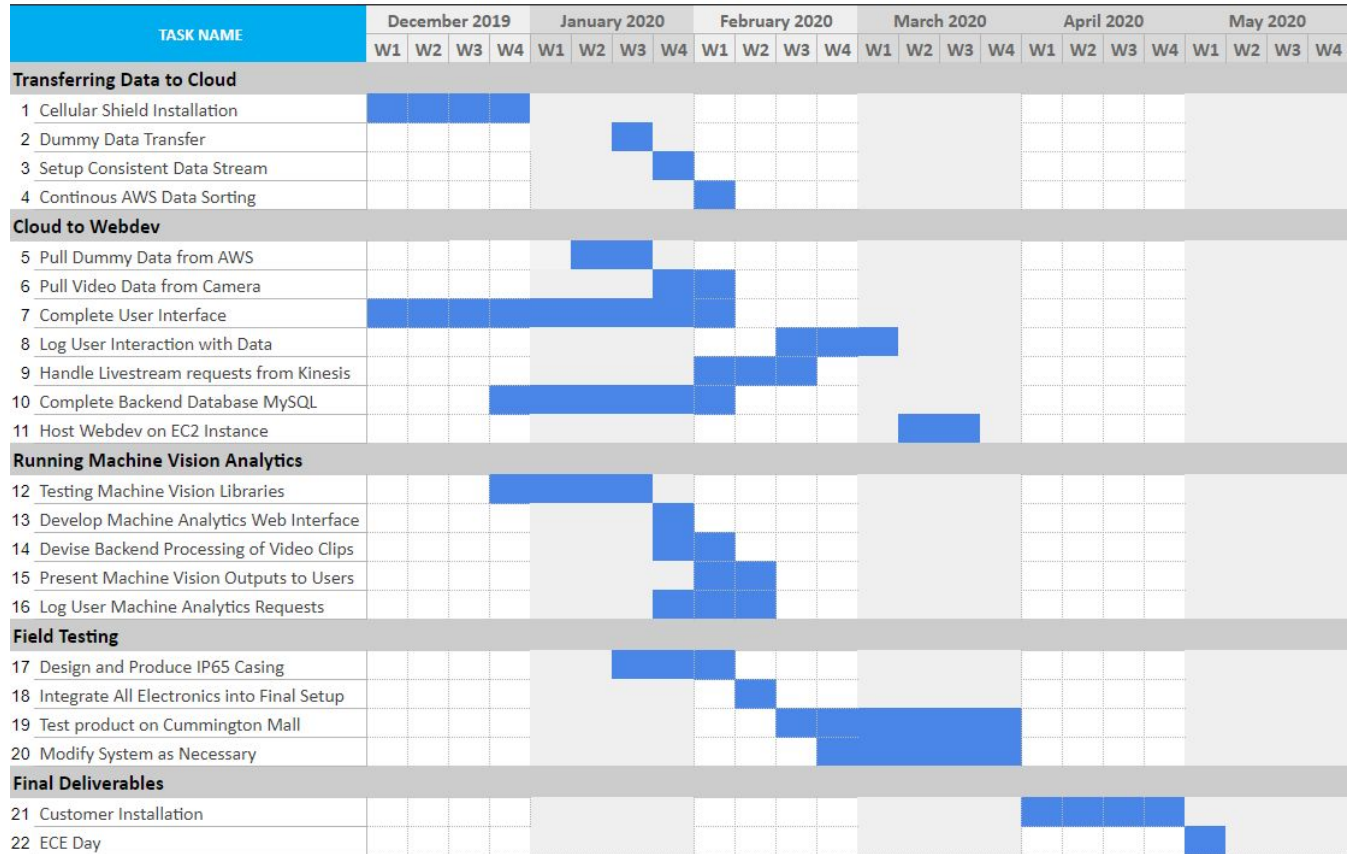 TASK NAME
December 2019 January 2020 February 2020 March 2020 April 2020 May 2020
W1 W2 W3 W4 W1 W2 W3 W4 W1 W2 W3 W4 W1 W2 W3 W4 W1 W2 W3 W4 W1 W2 W3 W4
Transferring Data to Cloud
1 Cellular Shield Installation
2 Dummy Data Transfer
3 Setup Consistent Data Stream
4 Continous AWS Data Sorting
Cloud to Webdev
5 Pull Dummy Data from AWS
6 Pull Video Data from Camera
7 Complete User Interface
8 Log User Interaction with Data
9 Handle Livestream requests from Kinesis
10 Complete Backend Database MySQL
11 Host Webdev on EC2 Instance
Running Machine Vision Analytics
12 Testing Machine Vision Libraries
13 Develop Machine Analytics Web Interface
14 Devise Backend Processing of Video Clips
15 Present Machine Vision Outputs to Users
16 Log User Machine Analytics Requests
Field Testing
17 Design and Produce IP65 Casing
18 Integrate All Electronics into Final Setup
19 Test product on Cummington Mall
20 Modify System as Necessary
Final Deliverables
21 Customer Installation
22 ECE Day